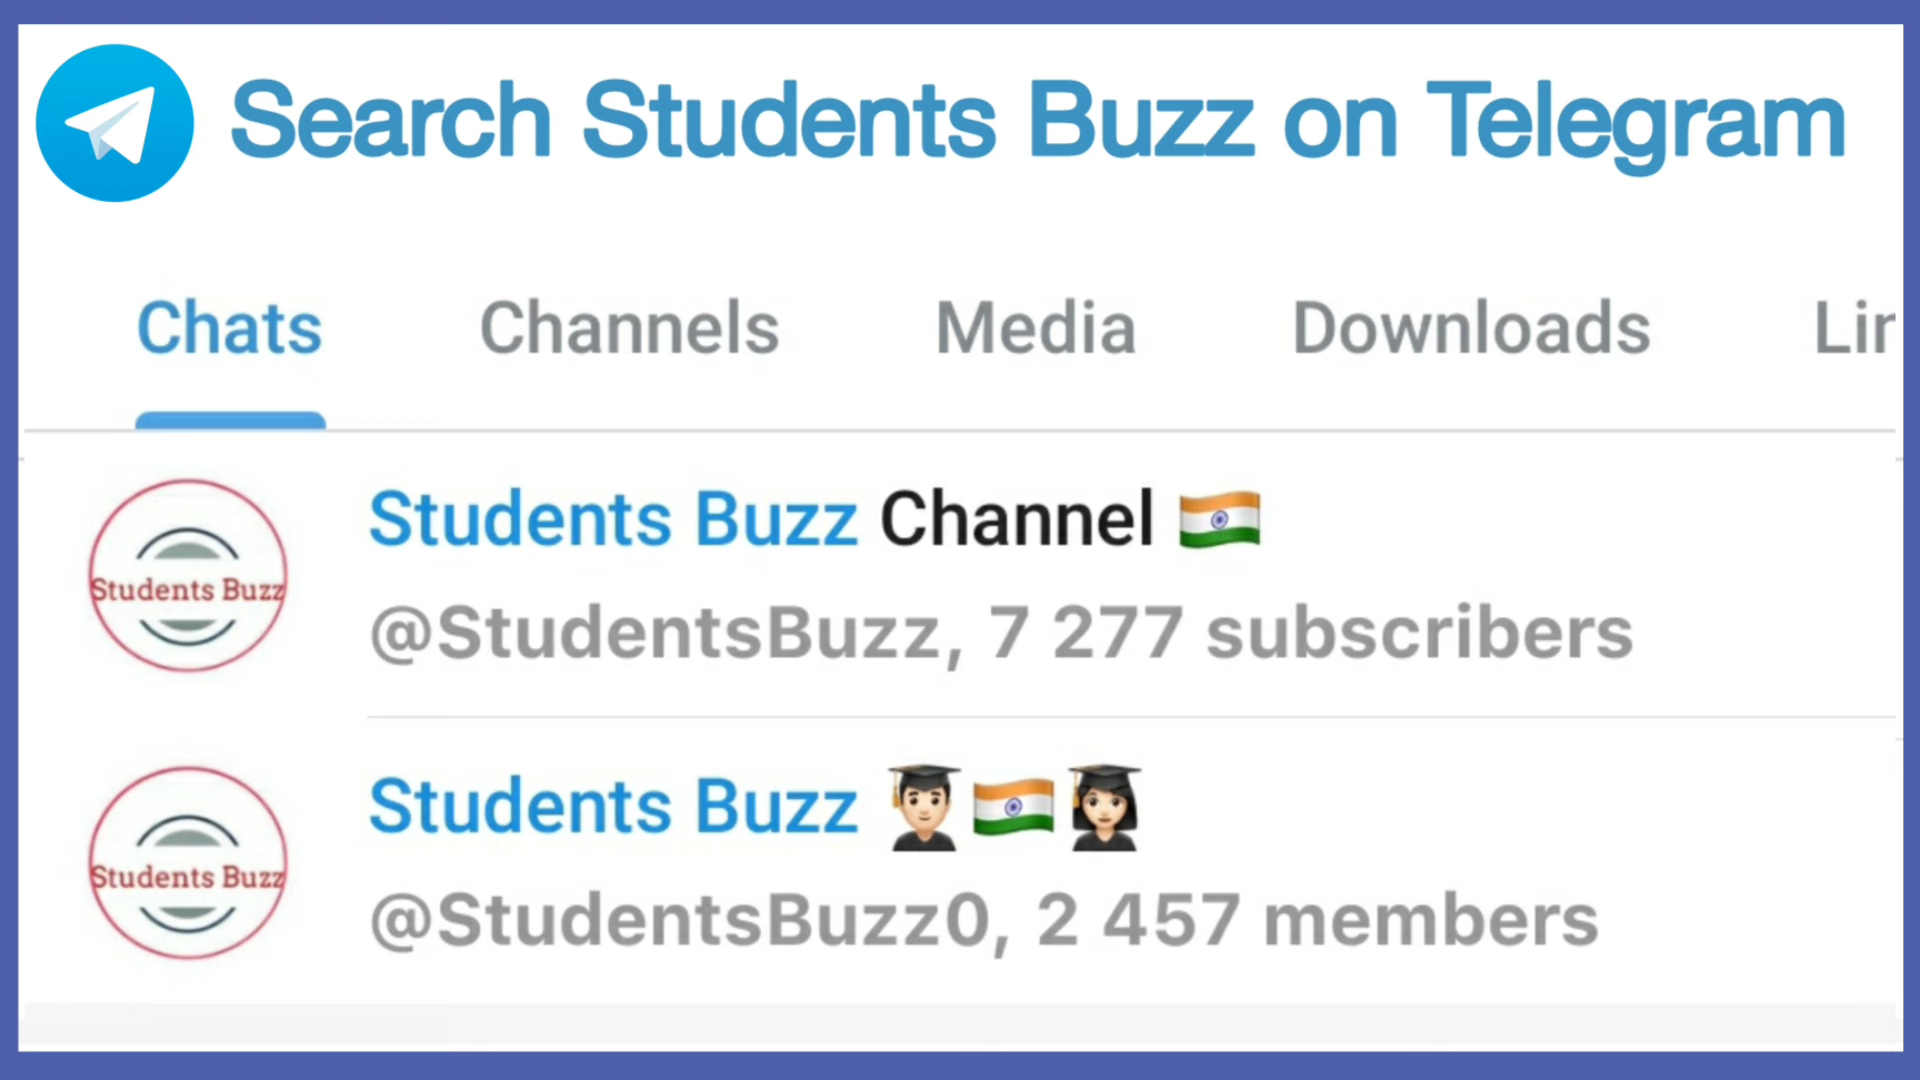 Search Students Buzz on Telegram
Chats Channels Media Downloads Lin
Students Buzz
Students Buzz Channel 🇮🇳
@StudentsBuzz, 7 277 subscribers
Students Buzz
Students Buzz 👨🏻‍🎓🇮🇳👩🏻‍🎓
@StudentsBuzz0, 2 457 members